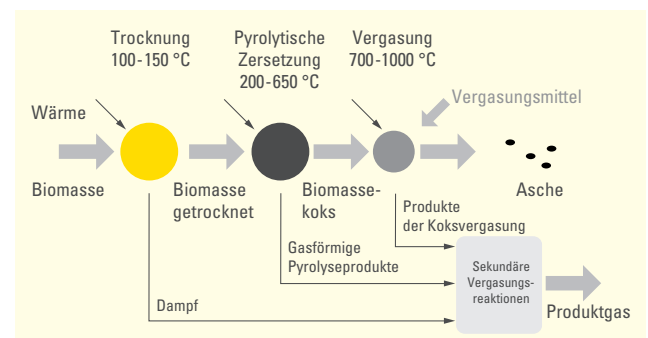 Trocknung
100-150 °C
Pyrolytische
Zersetzung
200-650 °C
Vergasung
700-1000 °C
Vergasungsmittel
Wärme
Biomasse
Biomasse
getrocknet
Biomasse-
koks
Asche
Produkte
der Koksvergasung
Gasförmige
Pyrolyseprodukte
Dampf
Sekundäre
Vergasungs-
reaktionen
Produktgas